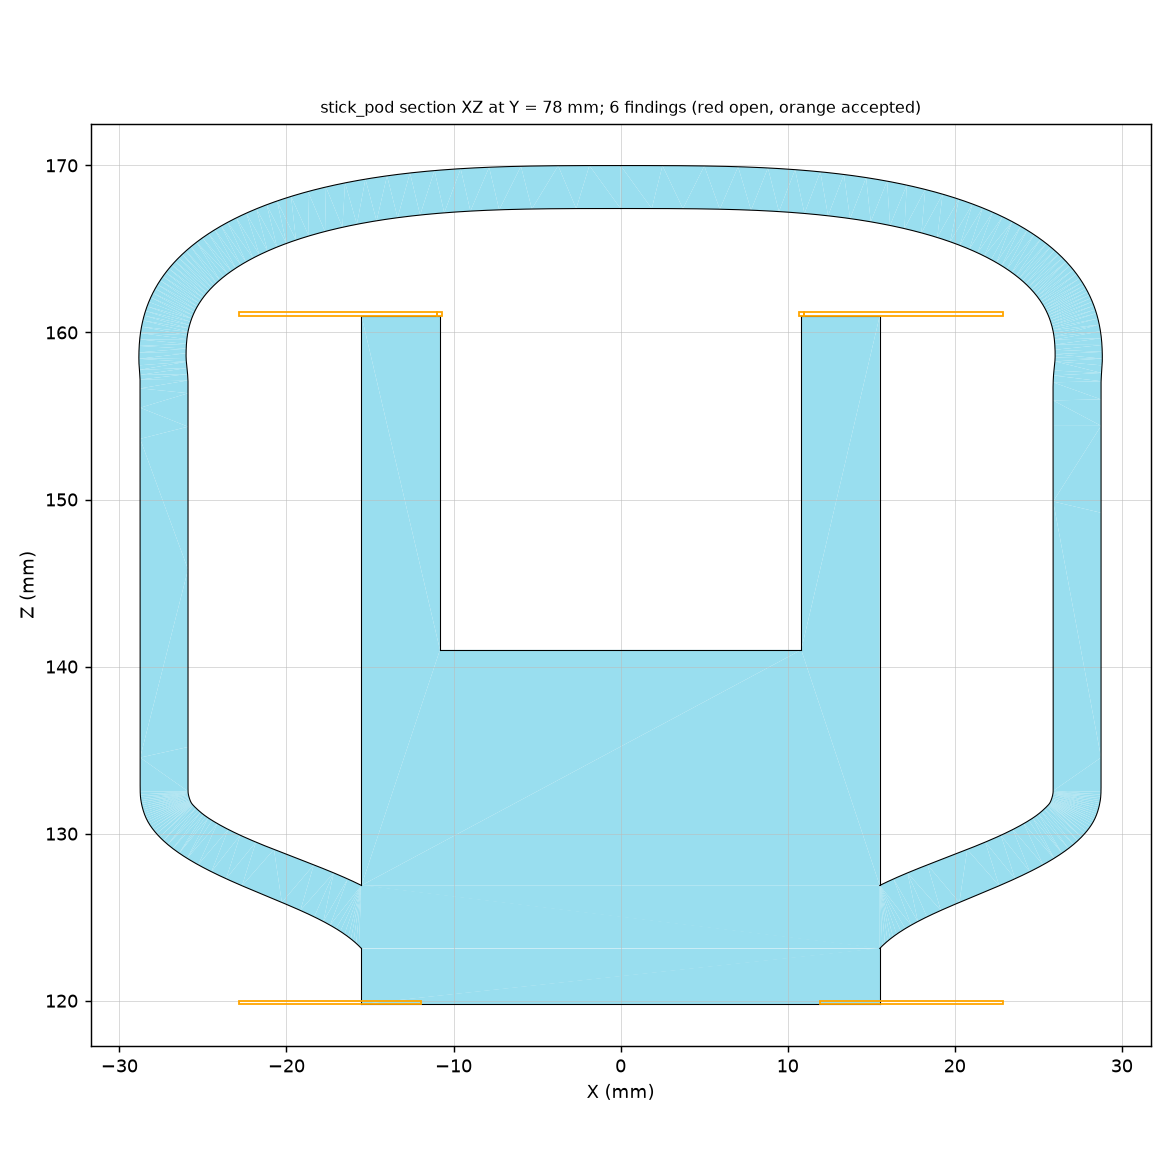 stick_pod section XZ at Y = 78 mm; 6 findings (red open, orange accepted)
170
160
150
140
130
120
Z (mm)
−30 −20 −10 0 10 20 30
X (mm)